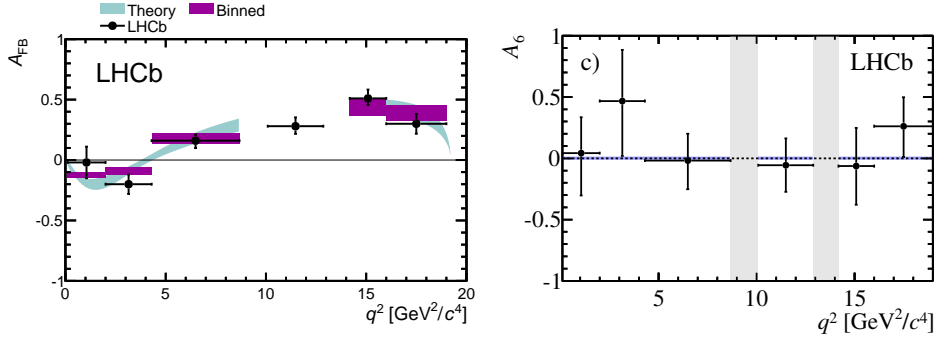 Theory Binned
LHCb
A_FB
LHCb
1
0.5
0
-0.5
-1
0 5 10 15 20
q² [GeV²/c⁴]
A₆
c) LHCb
1
0.5
0
-0.5
-1
5 10 15
q² [GeV²/c⁴]